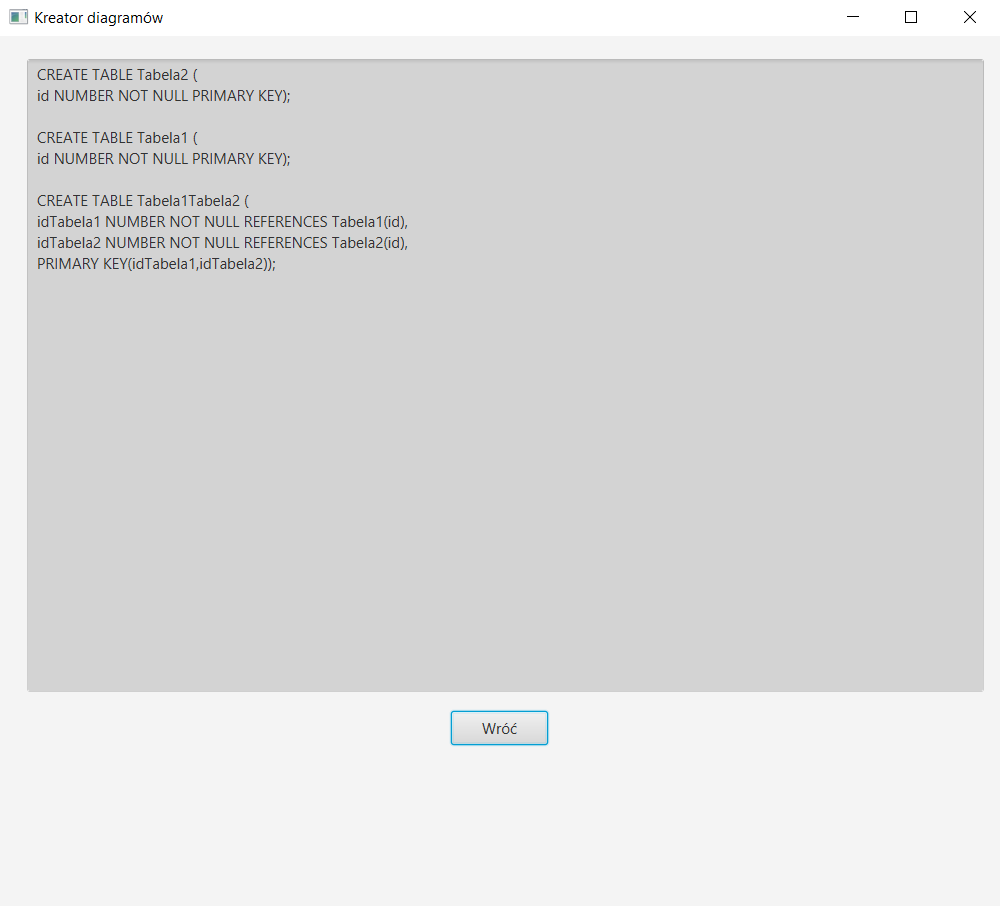 Kreator diagramów
CREATE TABLE Tabela2 (
id NUMBER NOT NULL PRIMARY KEY);
CREATE TABLE Tabela1 (
id NUMBER NOT NULL PRIMARY KEY);
CREATE TABLE Tabela1Tabela2 (
idTabela1 NUMBER NOT NULL REFERENCES Tabela1(id),
idTabela2 NUMBER NOT NULL REFERENCES Tabela2(id),
PRIMARY KEY(idTabela1,idTabela2));
Wróć